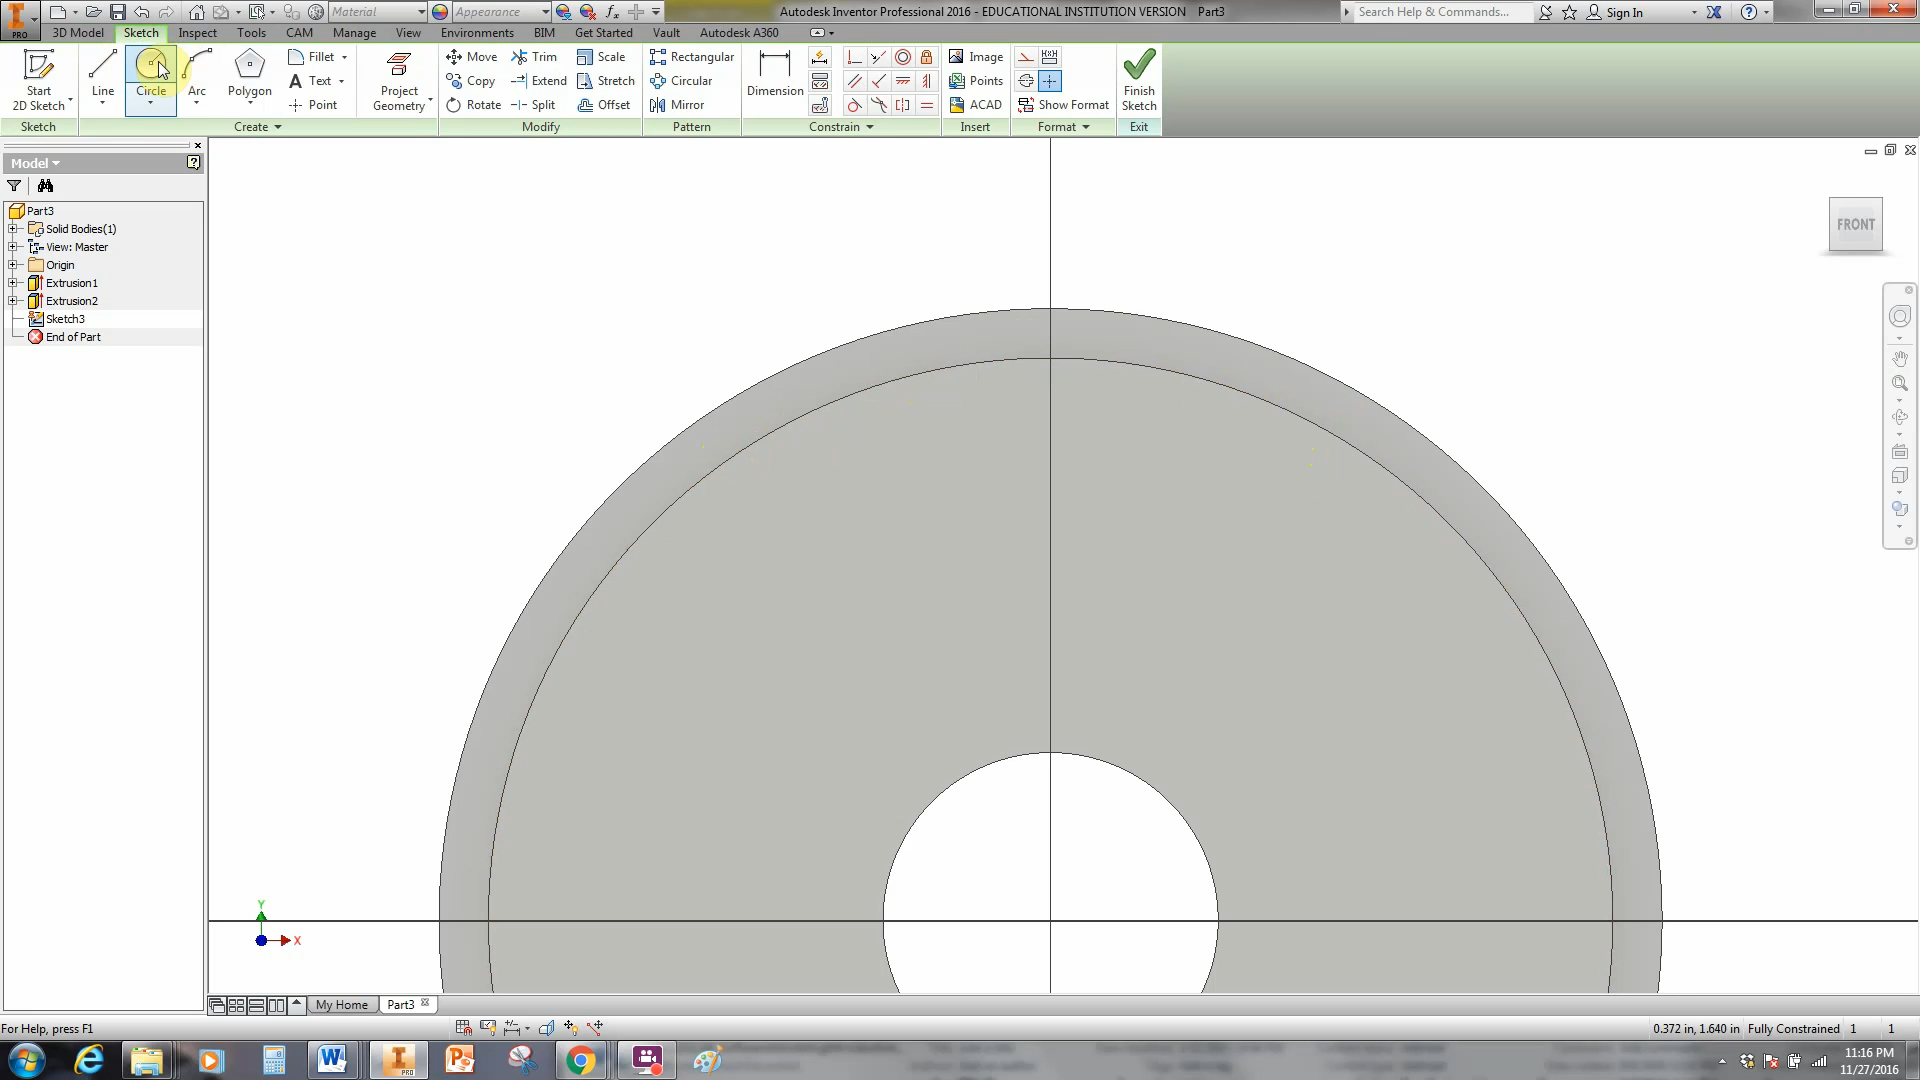 Material
Appearance
Autodesk Inventor Professional 2016 - EDUCATIONAL INSTITUTION VERSION Part3
Search Help & Commands...
Sign In
PRO
3D Model Sketch Inspect Tools CAM Manage View Environments BIM Get Started Vault Autodesk A360
Start
2D Sketch
Line
Circle
Arc
Polygon
Fillet
Text
Point
Project
Geometry
Move
Copy
Rotate
Trim
Extend
Split
Scale
Stretch
Offset
Rectangular
Circular
Mirror
Dimension
Image
Points
ACAD
Show Format
Finish
Sketch
Sketch
Create
Modify
Pattern
Constrain
Insert
Format
Exit
Model
Part3
Solid Bodies(1)
View: Master
Origin
Extrusion1
Extrusion2
Sketch3
End of Part
FRONT
Y
X
My Home
Part3
For Help, press F1
0.372 in, 1.640 in Fully Constrained 1 1
PRO
11:16 PM
11/27/2016